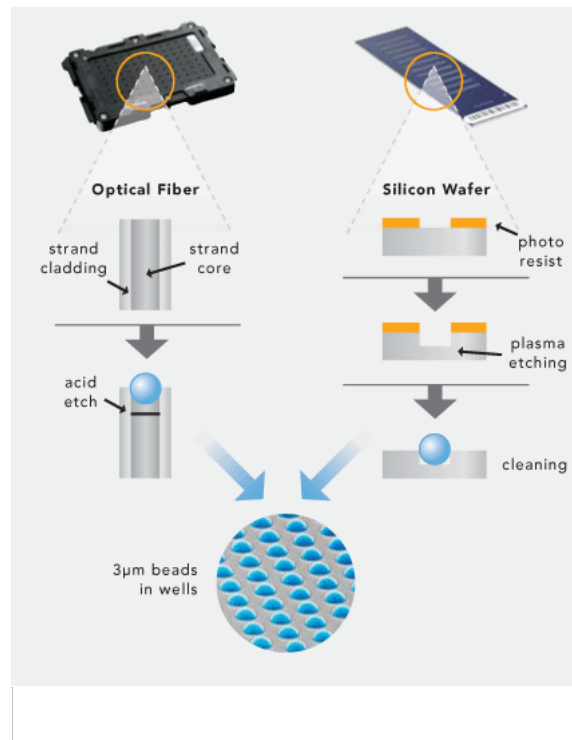 Optical Fiber
Silicon Wafer
strand
cladding
strand
core
photo
resist
plasma
etching
acid
etch
cleaning
3µm beads
in wells